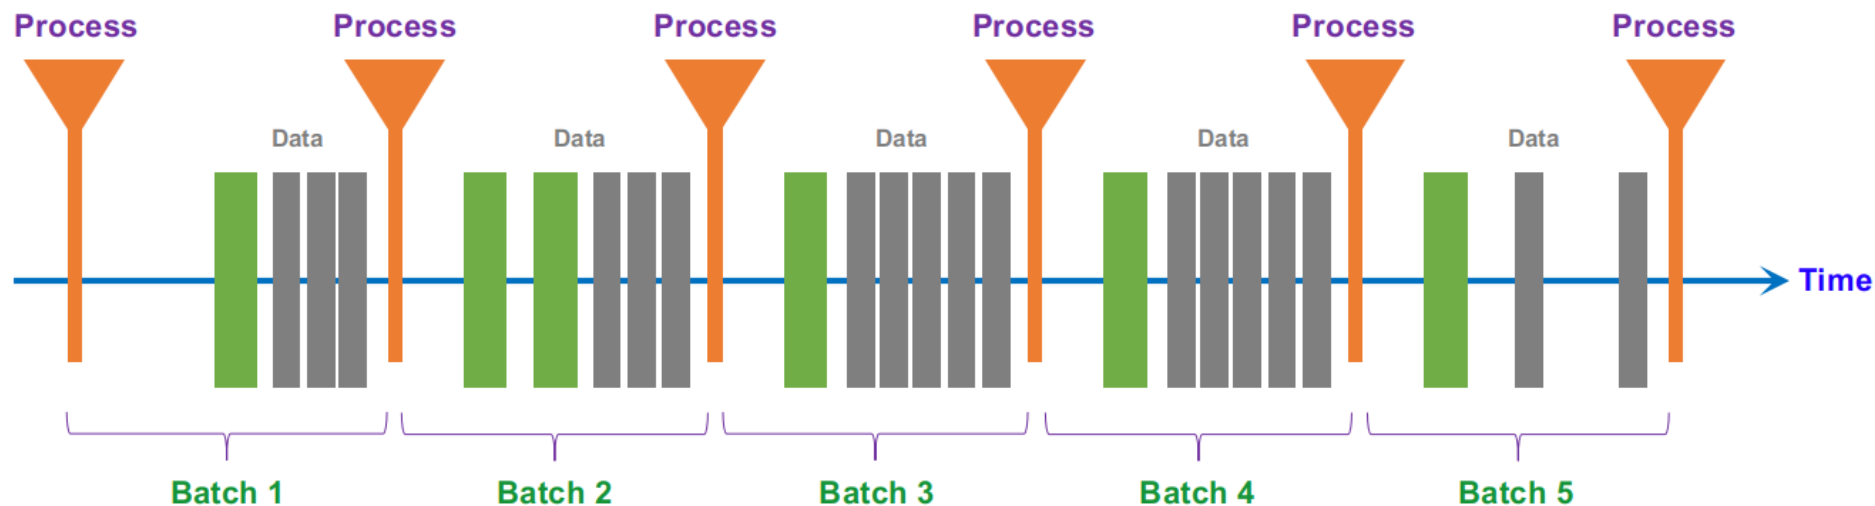 Process Process Process Process Process Process
Data Data Data Data Data
Time
Batch 1 Batch 2 Batch 3 Batch 4 Batch 5